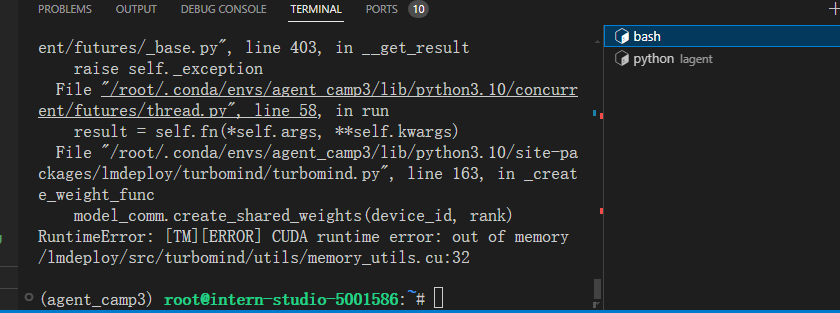 PROBLEMS OUTPUT DEBUG CONSOLE TERMINAL PORTS 10
ent/futures/_base.py", line 403, in __get_result
raise self._exception
File "/root/.conda/envs/agent_camp3/lib/python3.10/concurr
ent/futures/thread.py", line 58, in run
result = self.fn(*self.args, **self.kwargs)
File "/root/.conda/envs/agent_camp3/lib/python3.10/site-pa
ckages/lmdeploy/turbomind/turbomind.py", line 163, in _creat
e_weight_func
model_comm.create_shared_weights(device_id, rank)
RuntimeError: [TM][ERROR] CUDA runtime error: out of memory
/lmdeploy/src/turbomind/utils/memory_utils.cu:32
(agent_camp3) root@intern-studio-5001586:~#
bash
python lagent